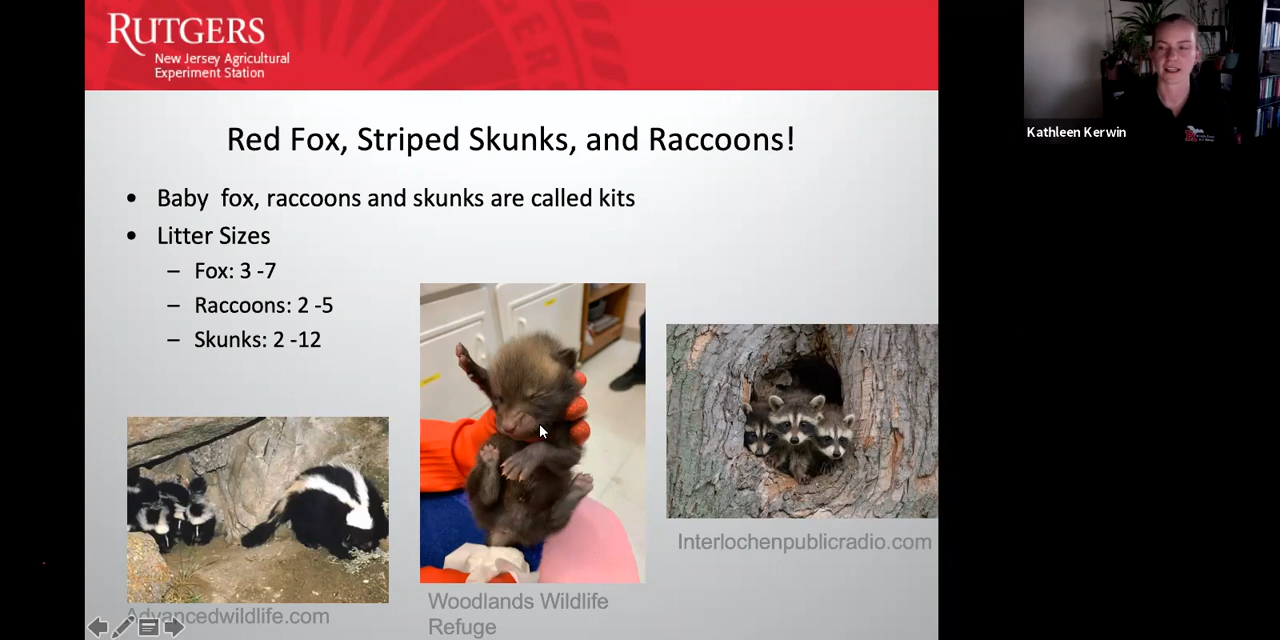 RUTGERS
New Jersey Agricultural
Experiment Station
Kathleen Kerwin
Red Fox, Striped Skunks, and Raccoons!
• Baby fox, raccoons and skunks are called kits
• Litter Sizes
– Fox: 3 -7
– Raccoons: 2 -5
– Skunks: 2 -12
Interlochenpublicradio.com
Advancedwildlife.com
Woodlands Wildlife
Refuge